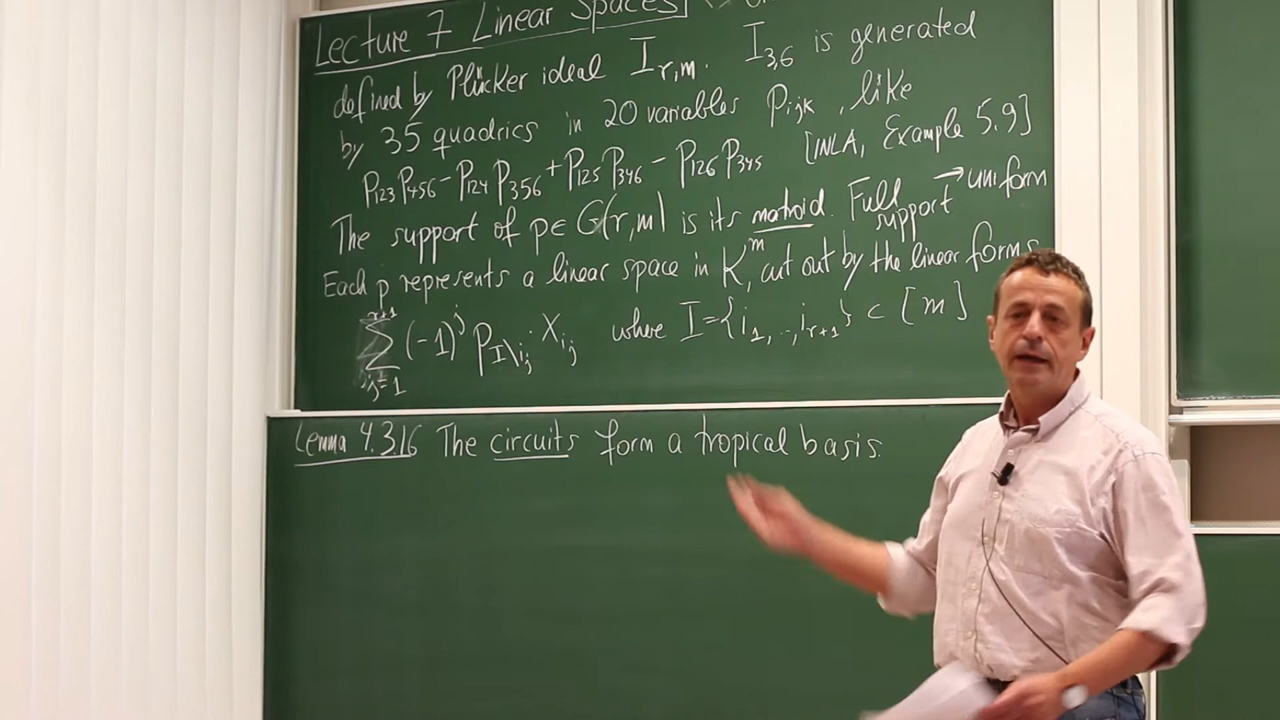 Lecture 7 Linear Spaces
defined by Plücker ideal I_{r,m}. I_{3,6} is generated
by 35 quadrics in 20 variables P_{ijk}, like
P_{123}P_{456} - P_{124}P_{356} + P_{125}P_{346} - P_{126}P_{345} [INLA, Example 5.9]
The support of p∈G(r,m) is its matroid. Full support → uniform
Each p represents a linear space in K^m, cut out by the linear forms
\sum_{j=1}^{r+1} (-1)^j P_{I\setminus i_j} X_{i_j} where I={i_1,..,i_{r+1}} ⊂ [m]
Lemma 4.3.16 The circuits form a tropical basis.